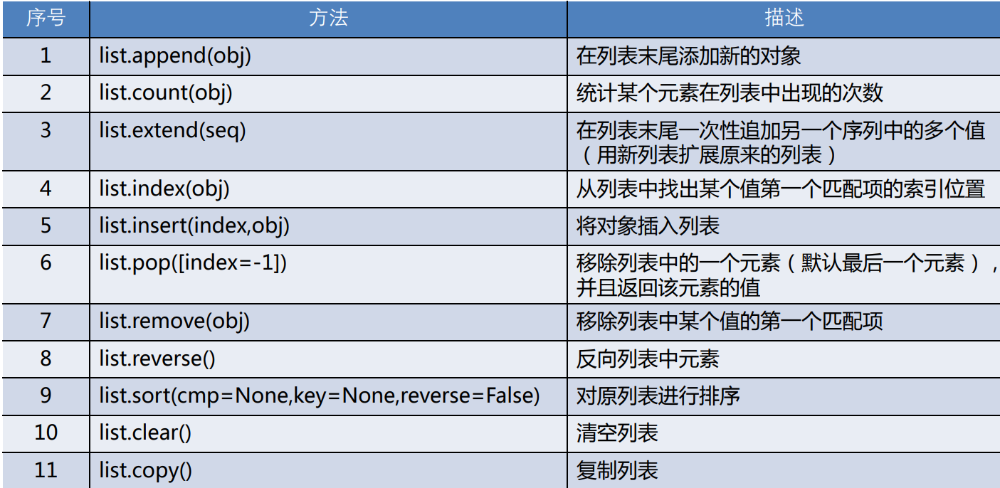 序号 方法 描述
1 list.append(obj) 在列表末尾添加新的对象
2 list.count(obj) 统计某个元素在列表中出现的次数
3 list.extend(seq) 在列表末尾一次性追加另一个序列中的多个值
（用新列表扩展原来的列表）
4 list.index(obj) 从列表中找出某个值第一个匹配项的索引位置
5 list.insert(index,obj) 将对象插入列表
6 list.pop([index=-1]) 移除列表中的一个元素（默认最后一个元素），
并且返回该元素的值
7 list.remove(obj) 移除列表中某个值的第一个匹配项
8 list.reverse() 反向列表中元素
9 list.sort(cmp=None,key=None,reverse=False) 对原列表进行排序
10 list.clear() 清空列表
11 list.copy() 复制列表